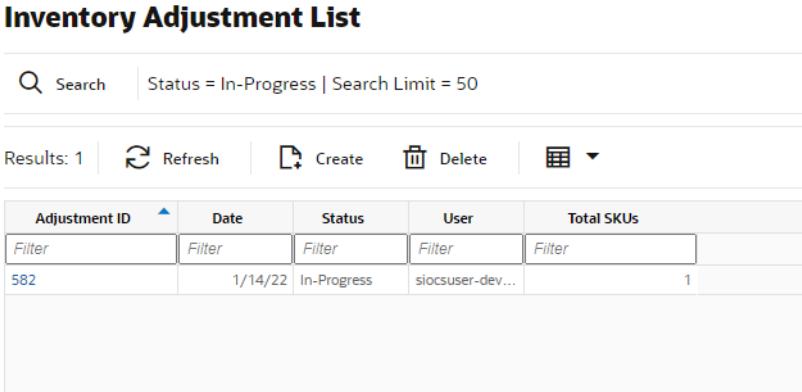 Inventory Adjustment List
Search Status = In-Progress | Search Limit = 50
Results: 1 Refresh Create Delete
Adjustment ID Date Status User Total SKUs
Filter Filter Filter Filter Filter
582 1/14/22 In-Progress siocsuser-dev... 1